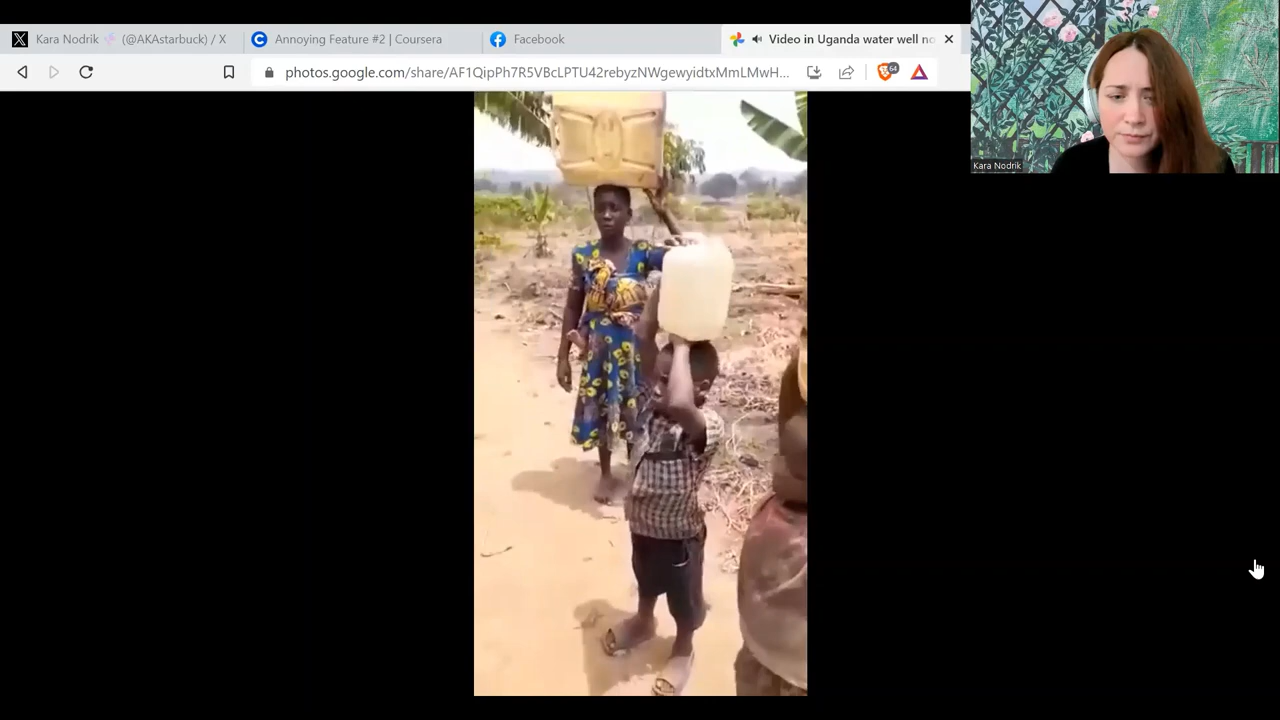 Kara Nodrik (@AKAstarbuck) / X
Annoying Feature #2 | Coursera
Facebook
Video in Uganda water well no
photos.google.com/share/AF1QipPh7R5VBcLPTU42rebyzNWgewyidtxMmLMwH...
64
Kara Nodrik